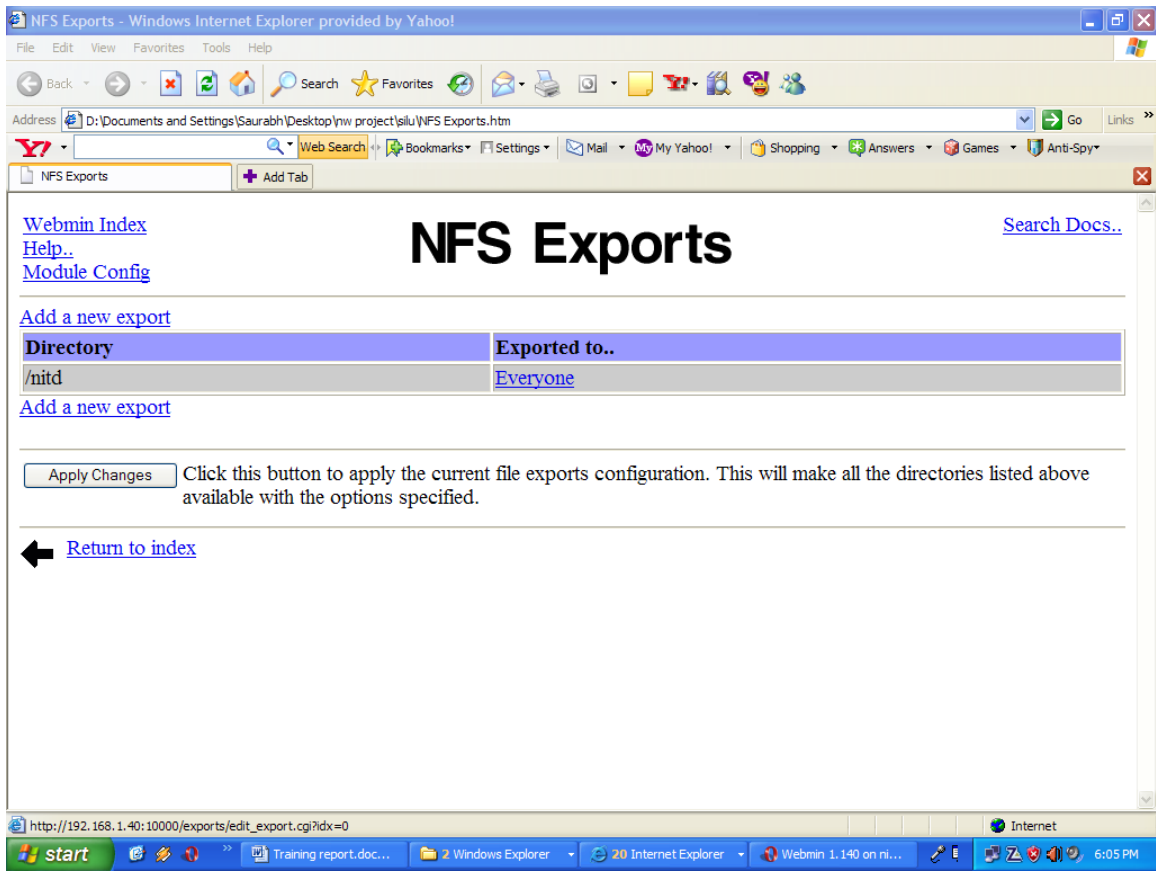 NFS Exports - Windows Internet Explorer provided by Yahoo!
File Edit View Favorites Tools Help
Back Search Favorites
Address D:\Documents and Settings\Saurabh\Desktop\nw project\silu\NFS Exports.htm Go Links »
Y! Web Search Bookmarks Settings Mail My My Yahoo! Shopping Answers Games Anti-Spy
NFS Exports Add Tab
Webmin Index
Help..
Module Config
NFS Exports
Search Docs..
Add a new export
Directory Exported to..
/nitd Everyone
Add a new export
Apply Changes Click this button to apply the current file exports configuration. This will make all the directories listed above
available with the options specified.
Return to index
http://192.168.1.40:10000/exports/edit_export.cgi?idx=0 Internet
start » Training report.doc... 2 Windows Explorer 20 Internet Explorer Webmin 1.140 on ni... 6:05 PM